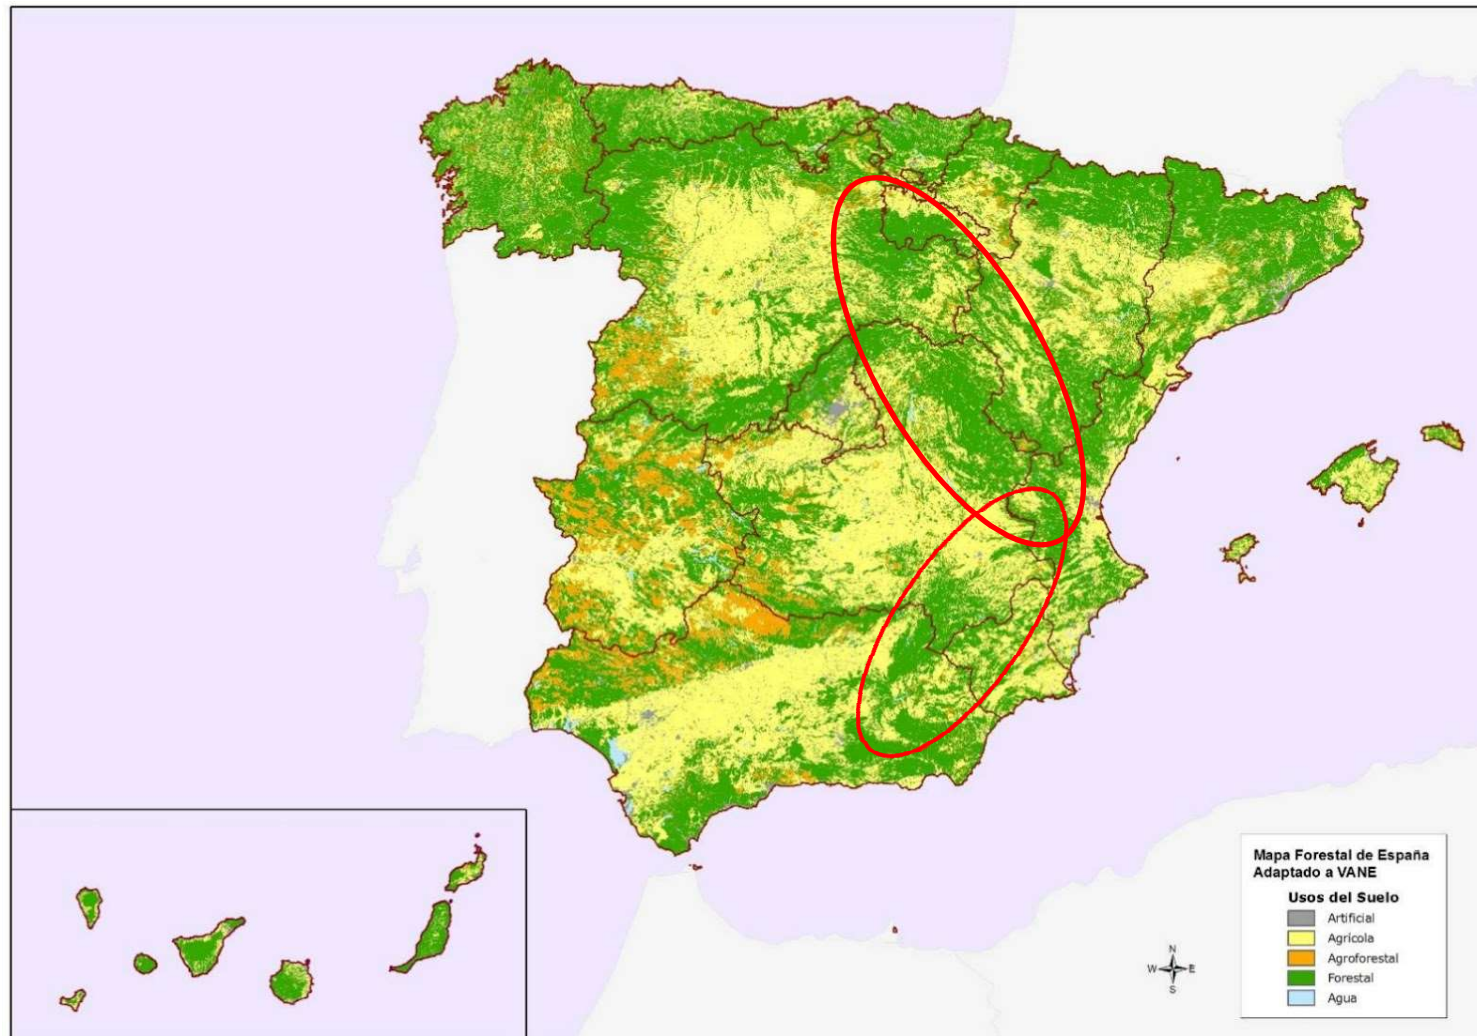 Mapa Forestal de España
Adaptado a VANE
Usos del Suelo
Artificial
Agrícola
Agroforestal
Forestal
Agua
N
W E
S